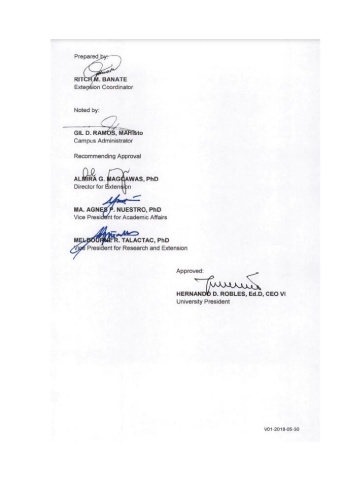 Prepared by:
RITCH M. BANATE
Extension Coordinator
Noted by:
GIL D. RAMOS, MARisto
Campus Administrator
Recommending Approval
ALMIRA G. MAGCAWAS, PhD
Director for Extension
MA. AGNES P. NUESTRO, PhD
Vice President for Academic Affairs
MELBOURNE R. TALACTAC, PhD
Vice President for Research and Extension
Approved:
HERNANDO D. ROBLES, Ed.D, CEO VI
University President
V01-2018-05-30